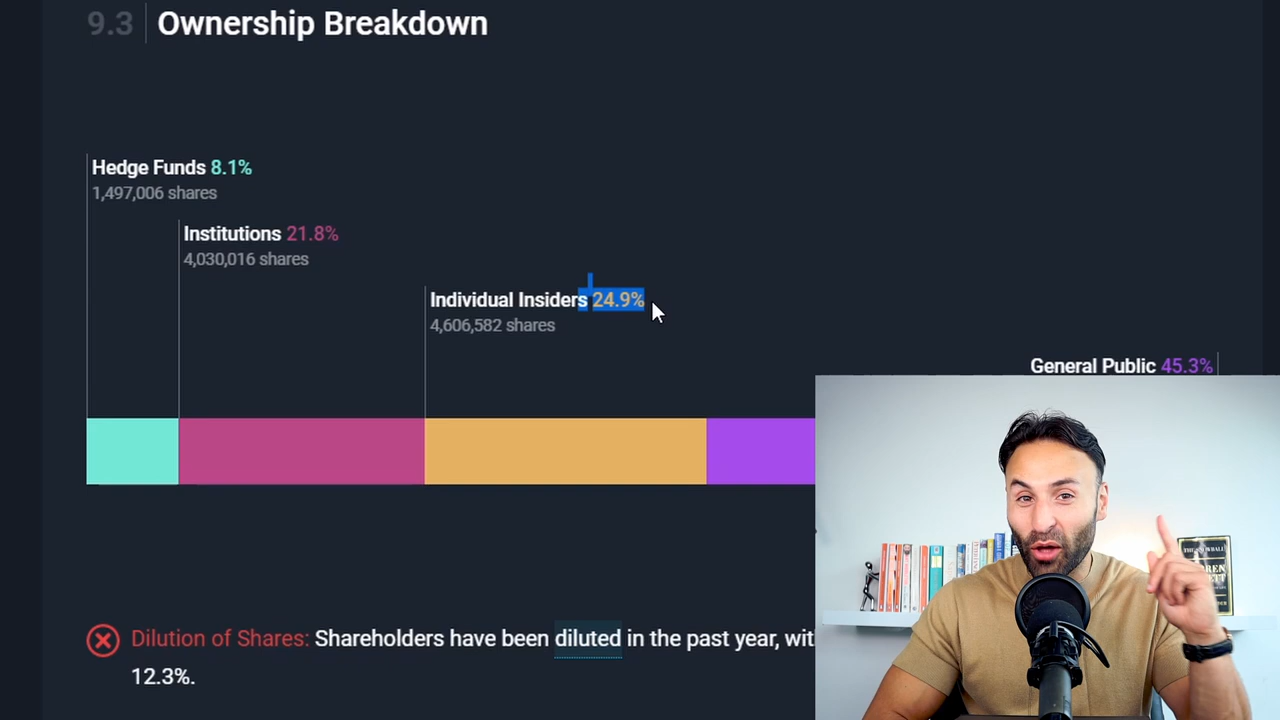 9.3 Ownership Breakdown
Hedge Funds 8.1%
1,497,006 shares
Institutions 21.8%
4,030,016 shares
Individual Insiders 24.9%
4,606,582 shares
General Public 45.3%
Dilution of Shares: Shareholders have been diluted in the past year, wit
12.3%.
THE SNOWBALL